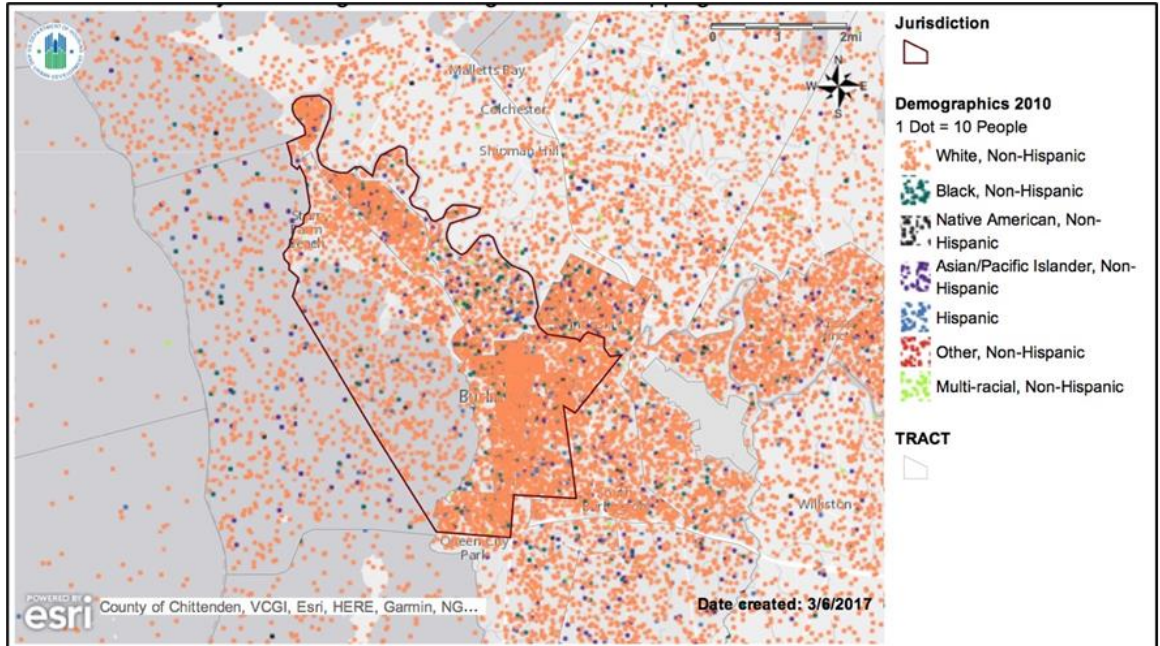 0 2mi
Malletts Bay
Colchester
Shipman Hill
N
W E
S
Burli
Queen City
Park
Williston
POWERED BY
esri
County of Chittenden, VCGI, Esri, HERE, Garmin, NG...
Date created: 3/6/2017
Jurisdiction
Demographics 2010
1 Dot = 10 People
White, Non-Hispanic
Black, Non-Hispanic
Native American, Non-
Hispanic
Asian/Pacific Islander, Non-
Hispanic
Hispanic
Other, Non-Hispanic
Multi-racial, Non-Hispanic
TRACT